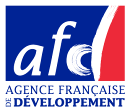 afd
AGENCE FRANÇAISE
DE DÉVELOPPEMENT